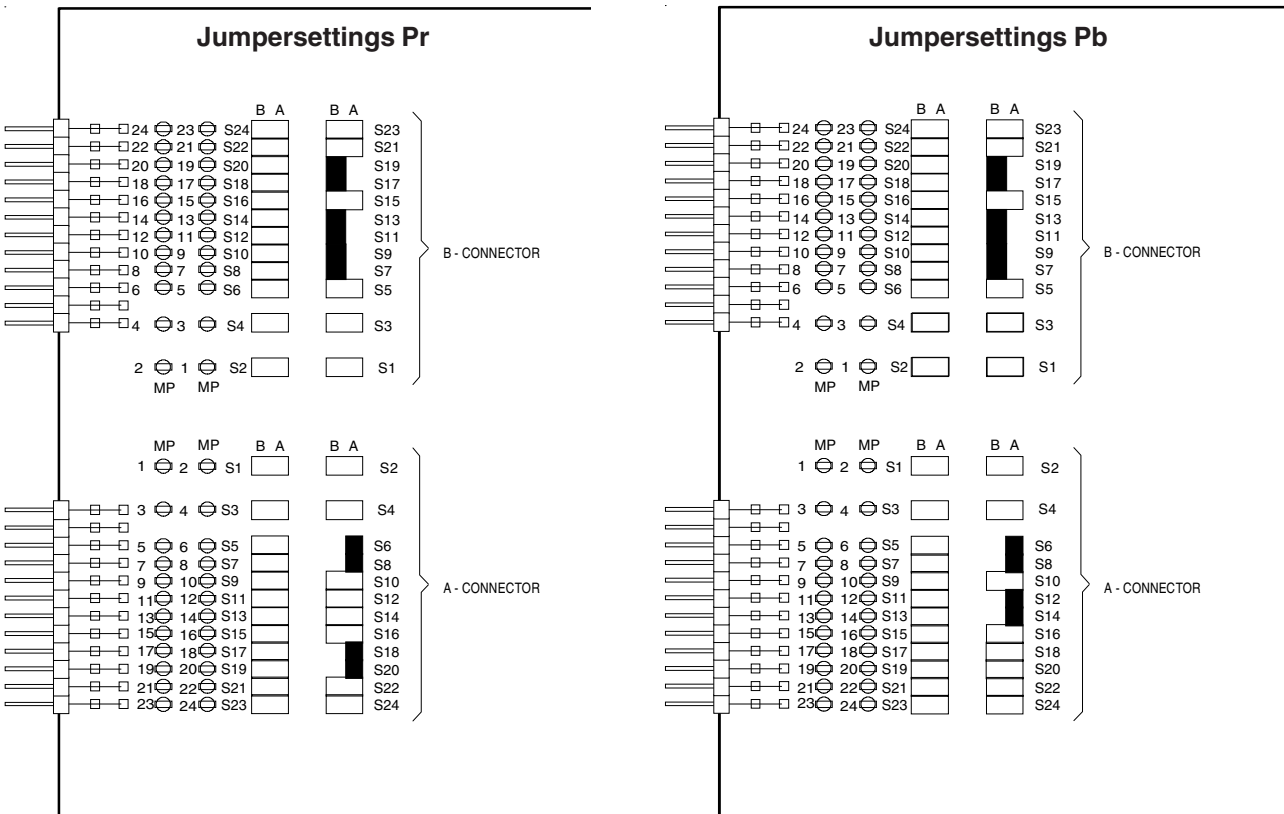 Jumpersettings Pr
B A B A
24 23 S24 S23
22 21 S22 S21
20 19 S20 S19
18 17 S18 S17
16 15 S16 S15
14 13 S14 S13
12 11 S12 S11
10 9 S10 S9
8 7 S8 S7
6 5 S6 S5
4 3 S4 S3
2 1 S2 S1
MP MP
B - CONNECTOR
MP MP B A B A
1 2 S1 S2
3 4 S3 S4
5 6 S5 S6
7 8 S7 S8
9 10 S9 S10
11 12 S11 S12
13 14 S13 S14
15 16 S15 S16
17 18 S17 S18
19 20 S19 S20
21 22 S21 S22
23 24 S23 S24
A - CONNECTOR
Jumpersettings Pb
B A B A
24 23 S24 S23
22 21 S22 S21
20 19 S20 S19
18 17 S18 S17
16 15 S16 S15
14 13 S14 S13
12 11 S12 S11
10 9 S10 S9
8 7 S8 S7
6 5 S6 S5
4 3 S4 S3
2 1 S2 S1
MP MP
B - CONNECTOR
MP MP B A B A
1 2 S1 S2
3 4 S3 S4
5 6 S5 S6
7 8 S7 S8
9 10 S9 S10
11 12 S11 S12
13 14 S13 S14
15 16 S15 S16
17 18 S17 S18
19 20 S19 S20
21 22 S21 S22
23 24 S23 S24
A - CONNECTOR